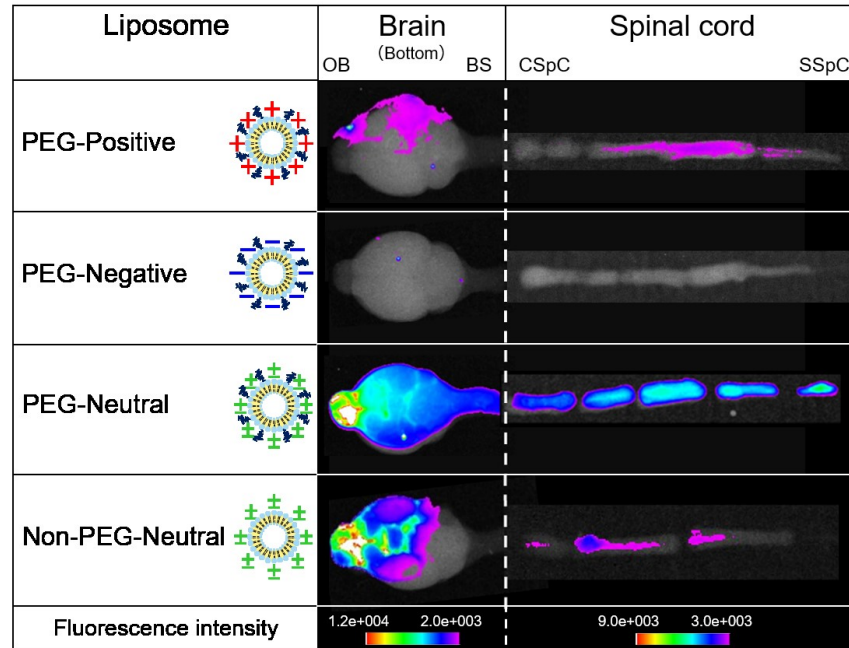 Liposome
Brain
(Bottom)
OB
BS
Spinal cord
CSpC
SSpC
PEG-Positive
PEG-Negative
PEG-Neutral
Non-PEG-Neutral
Fluorescence intensity
1.2e+004
2.0e+003
9.0e+003
3.0e+003